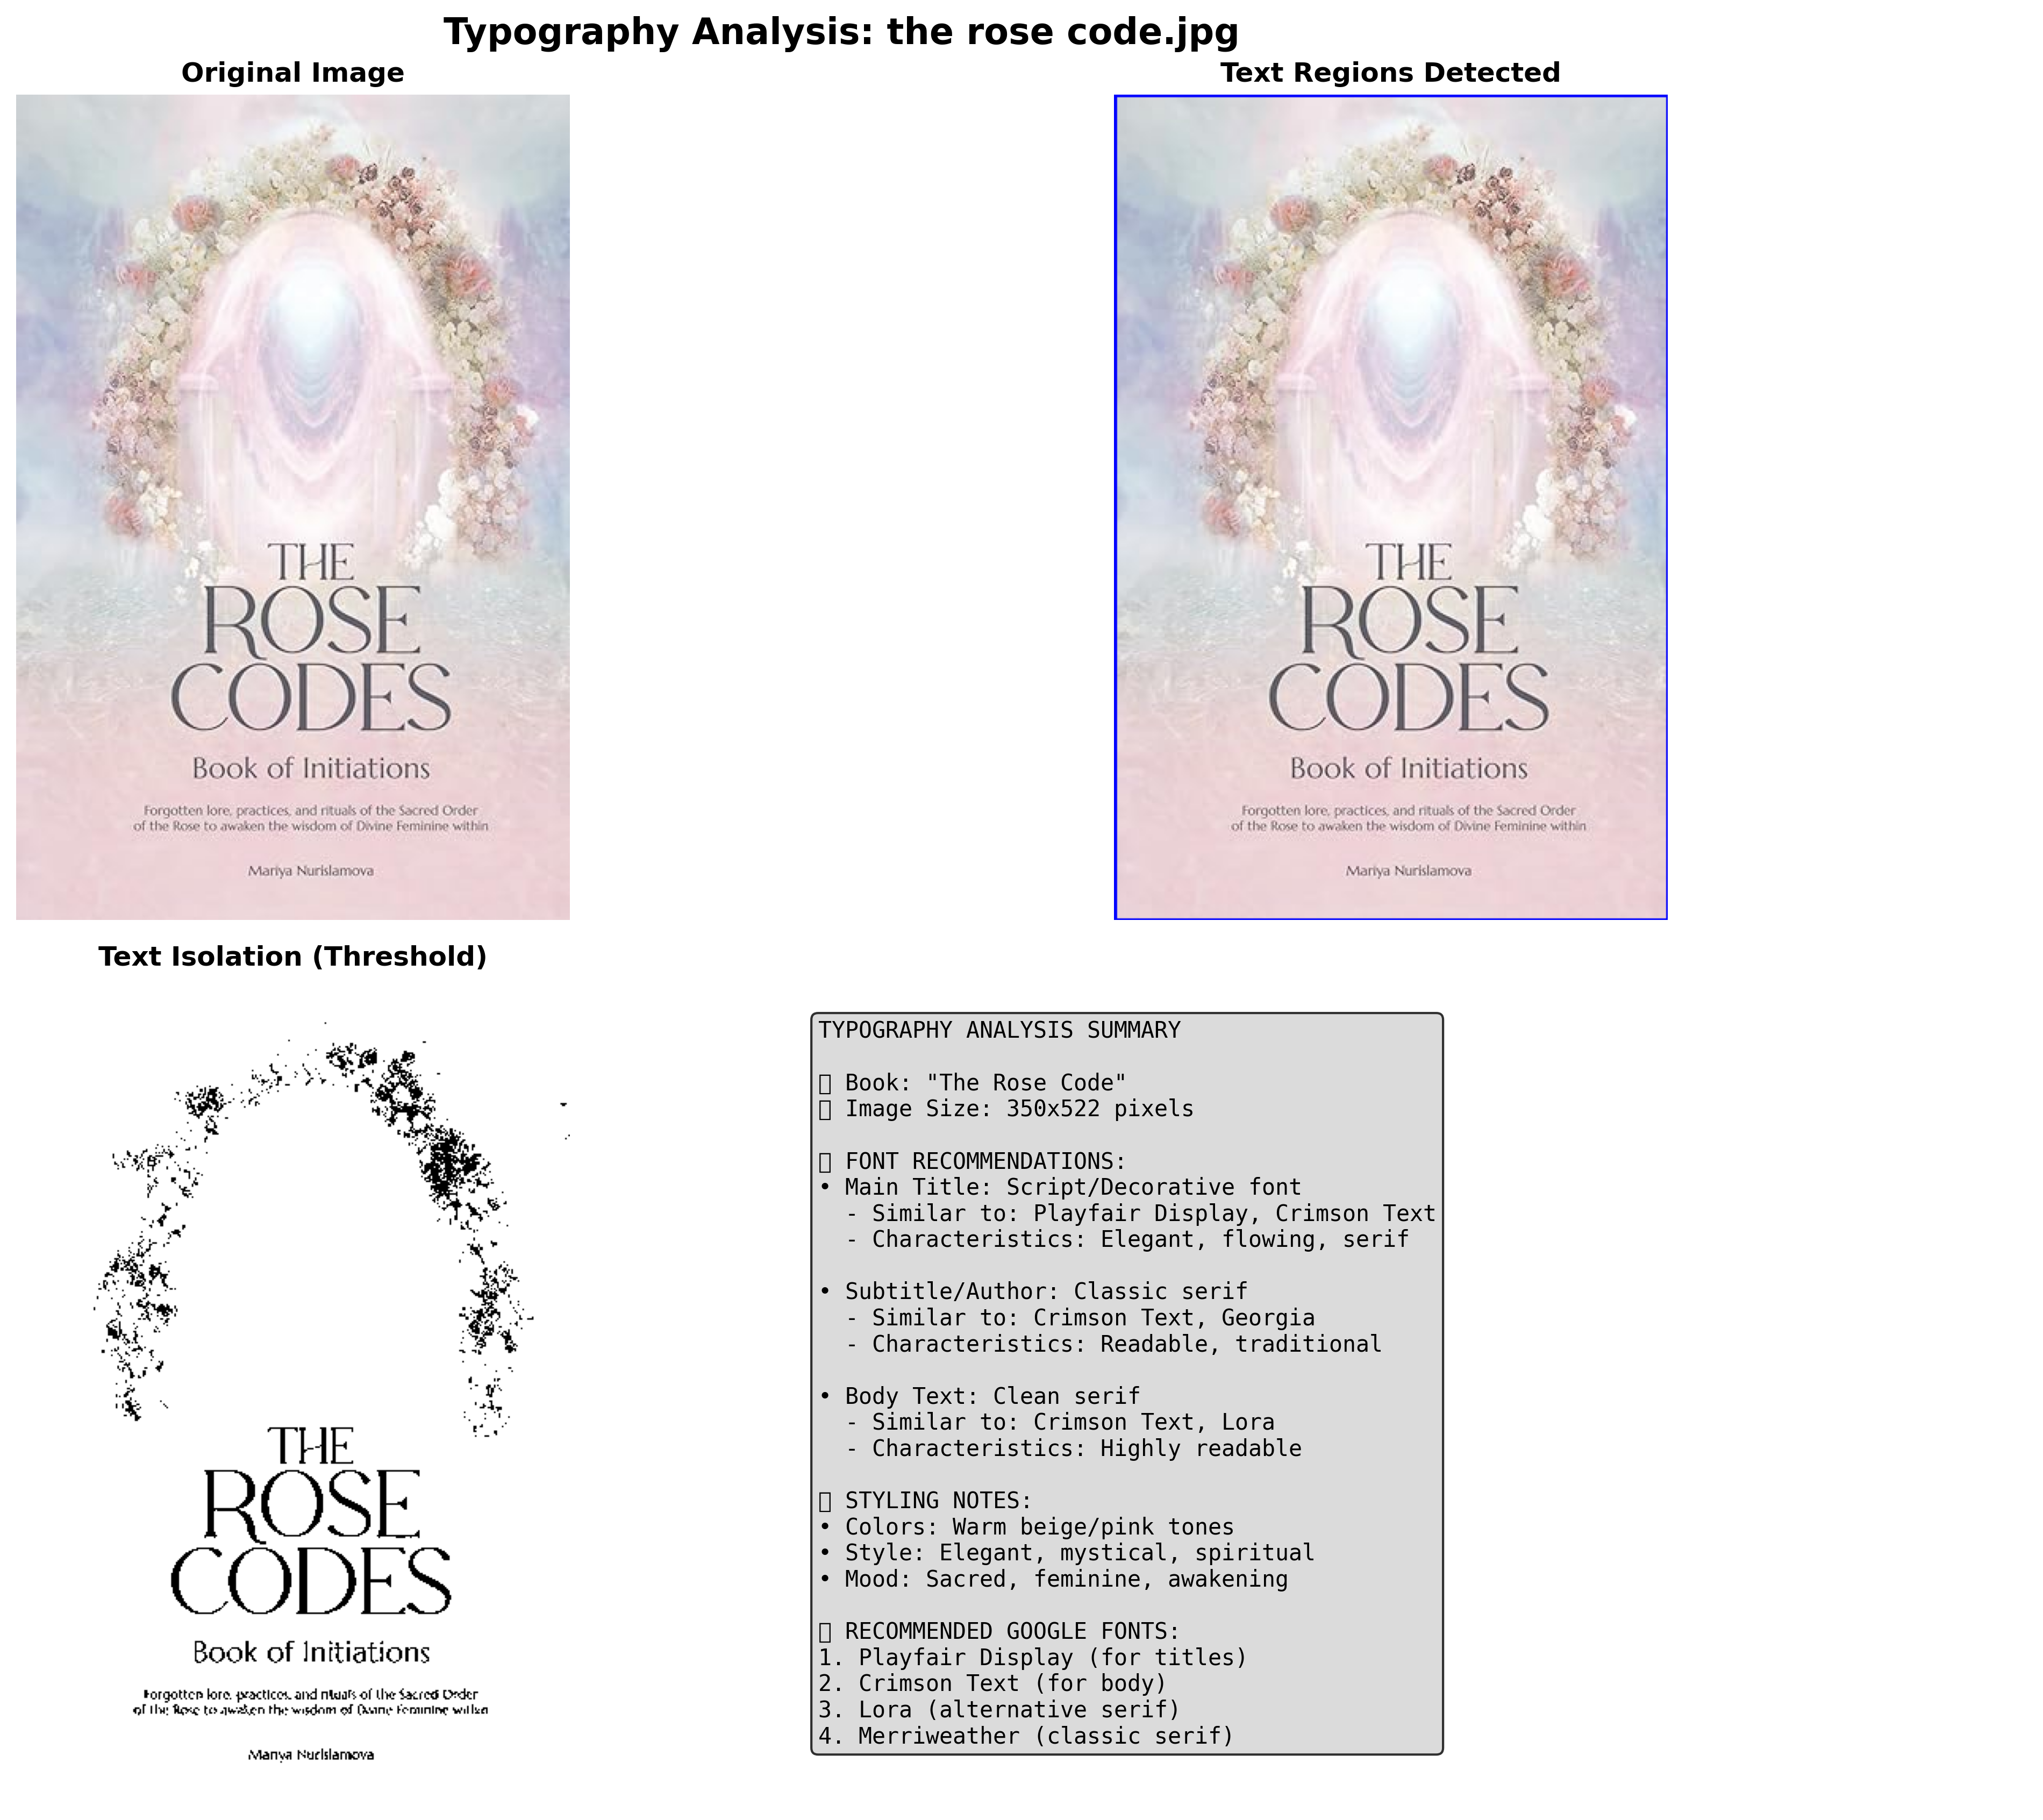 Typography Analysis: the rose code.jpg
Original Image
THE
ROSE
CODES
Book of Initiations
Forgotten lore, practices, and rituals of the Sacred Order
of the Rose to awaken the wisdom of Divine Feminine within
Mariya Nurislamova
Text Regions Detected
THE
ROSE
CODES
Book of Initiations
Forgotten lore, practices, and rituals of the Sacred Order
of the Rose to awaken the wisdom of Divine Feminine within
Mariya Nurislamova
Text Isolation (Threshold)
THE
ROSE
CODES
Book of Initiations
Forgotten lore, practices, and rituals of the Sacred Order
of the Rose to awaken the wisdom of Divine Feminine within
Mariya Nurislamova
TYPOGRAPHY ANALYSIS SUMMARY
Book: "The Rose Code"
Image Size: 350x522 pixels
FONT RECOMMENDATIONS:
• Main Title: Script/Decorative font
- Similar to: Playfair Display, Crimson Text
- Characteristics: Elegant, flowing, serif
• Subtitle/Author: Classic serif
- Similar to: Crimson Text, Georgia
- Characteristics: Readable, traditional
• Body Text: Clean serif
- Similar to: Crimson Text, Lora
- Characteristics: Highly readable
STYLING NOTES:
• Colors: Warm beige/pink tones
• Style: Elegant, mystical, spiritual
• Mood: Sacred, feminine, awakening
RECOMMENDED GOOGLE FONTS:
1. Playfair Display (for titles)
2. Crimson Text (for body)
3. Lora (alternative serif)
4. Merriweather (classic serif)